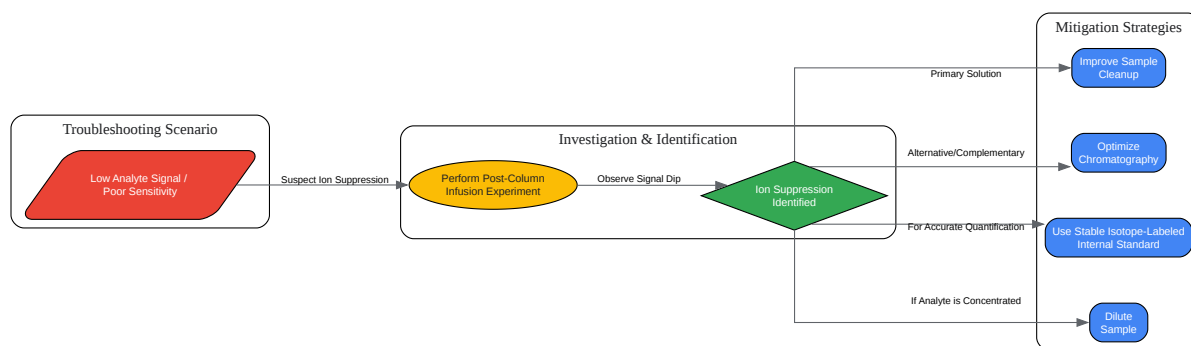 Troubleshooting Scenario
Low Analyte Signal /
Poor Sensitivity
Suspect Ion Suppression
Investigation & Identification
Perform Post-Column
Infusion Experiment
Observe Signal Dip
Ion Suppression
Identified
Primary Solution
Alternative/Complementary
For Accurate Quantification
If Analyte is Concentrated
Mitigation Strategies
Improve Sample
Cleanup
Optimize
Chromatography
Use Stable Isotope-Labeled
Internal Standard
Dilute
Sample